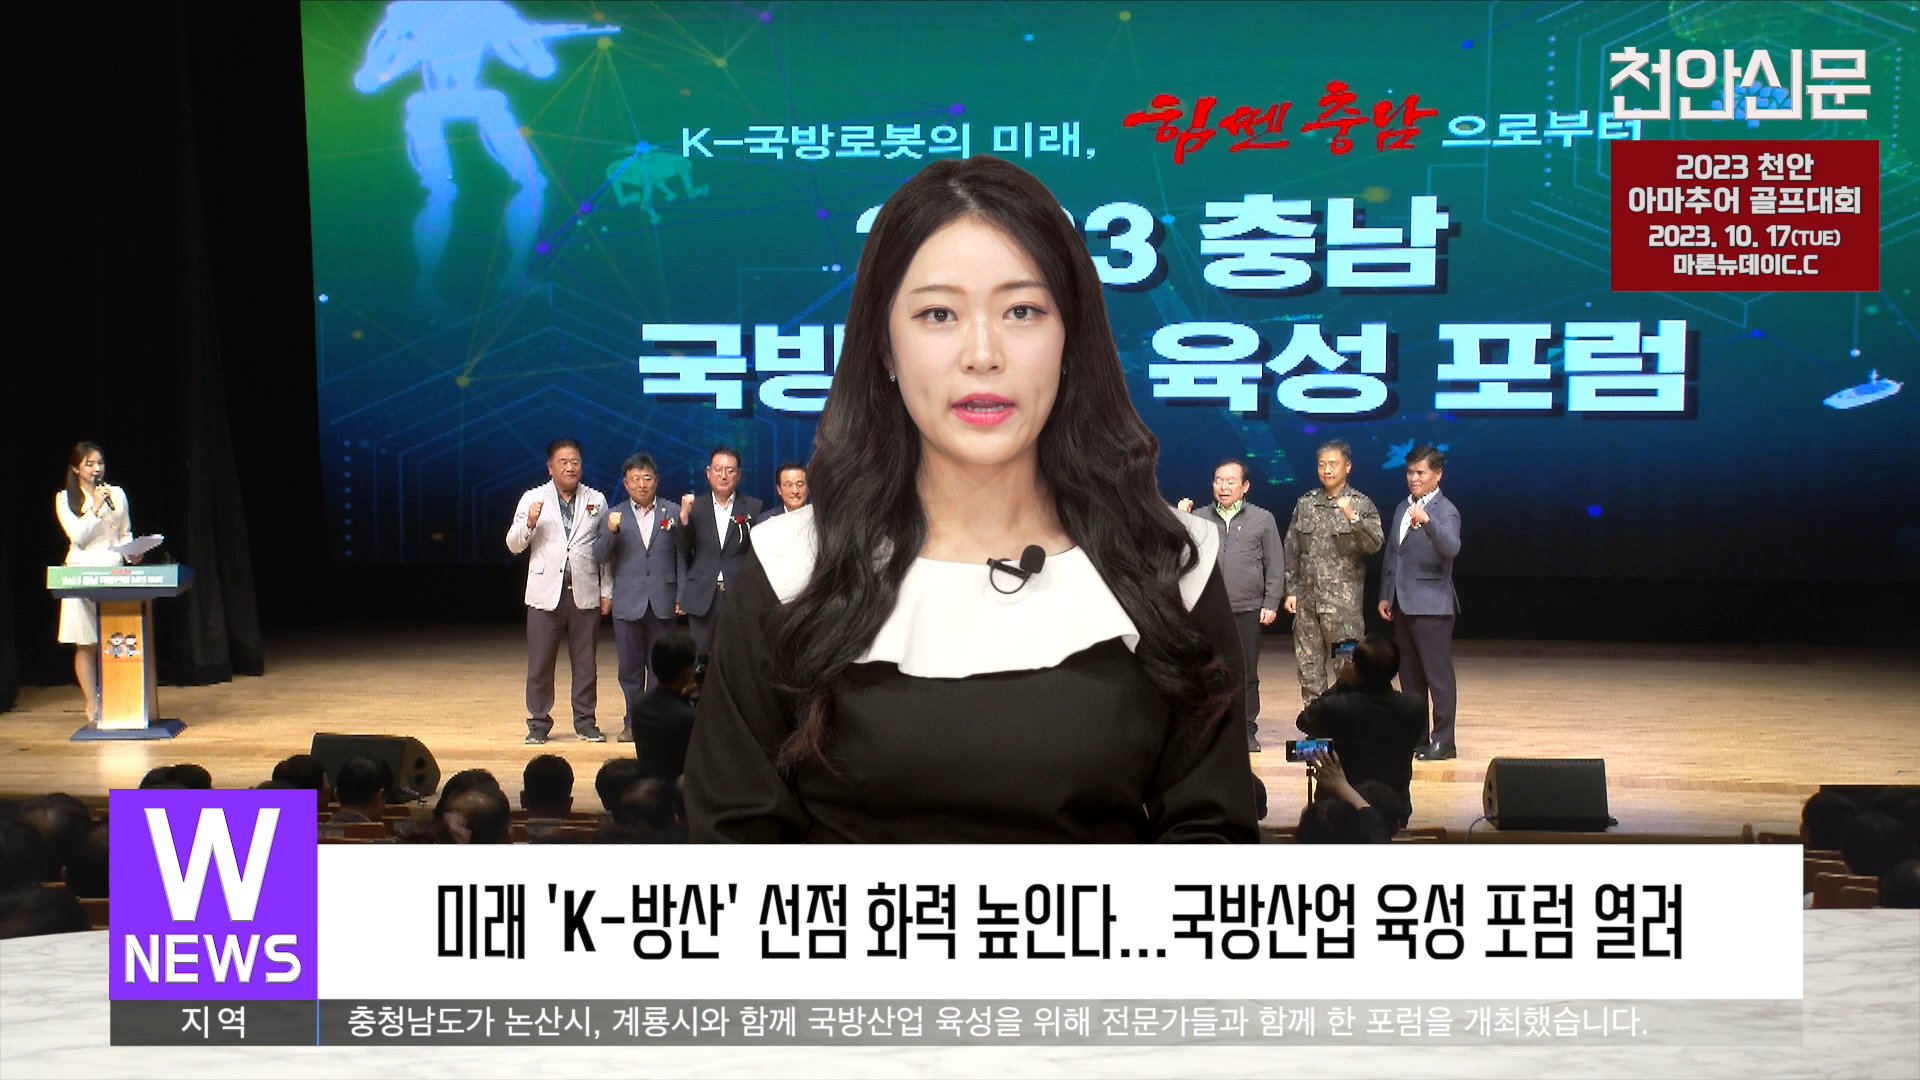 천안신문
2023 천안
아마추어 골프대회
2023. 10. 17(TUE)
마론뉴데이C.C
K-국방로봇의 미래, 힘쎈 충남으로부터
3 충남
국방 육성 포럼
W
NEWS
미래 'K-방산' 선점 화력 높인다...국방산업 육성 포럼 열려
지역
충청남도가 논산시, 계룡시와 함께 국방산업 육성을 위해 전문가들과 함께 한 포럼을 개최했습니다.